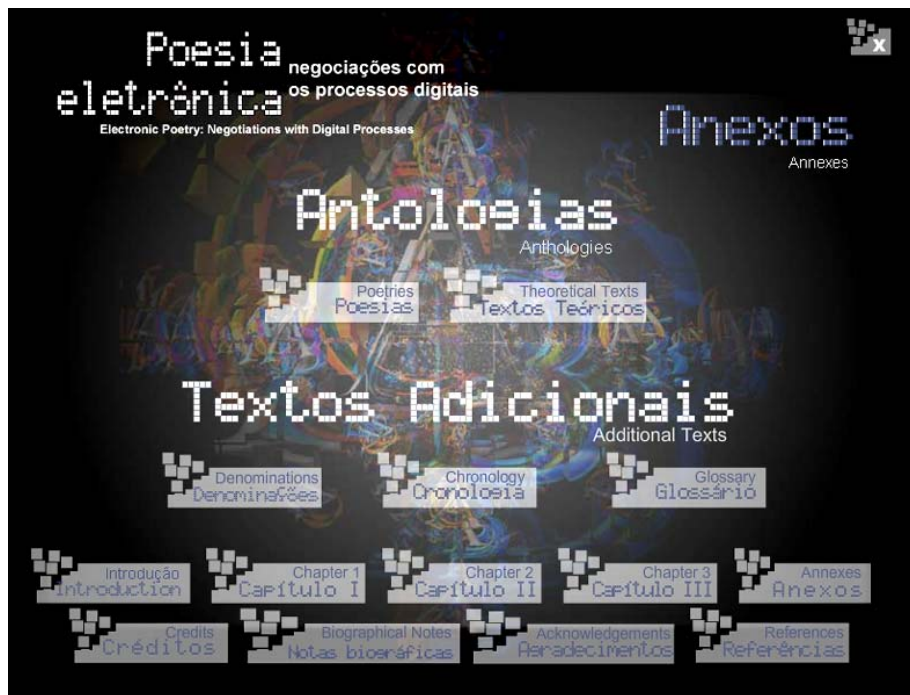 Poesia
eletrônica
negociações com
os processos digitais
Electronic Poetry: Negotiations with Digital Processes
x
Anexos
Annexes
Antologias
Anthologies
Poetries
Poesias
Theoretical Texts
Textos Teóricos
Textos Adicionais
Additional Texts
Denominations
Denominações
Chronology
Cronologia
Glossary
Glossário
Introdução
Introduction
Chapter 1
Capítulo I
Chapter 2
Capítulo II
Chapter 3
Capítulo III
Annexes
Anexos
Credits
Créditos
Biographical Notes
Notas biográficas
Acknowledgements
Agradecimentos
References
Referências